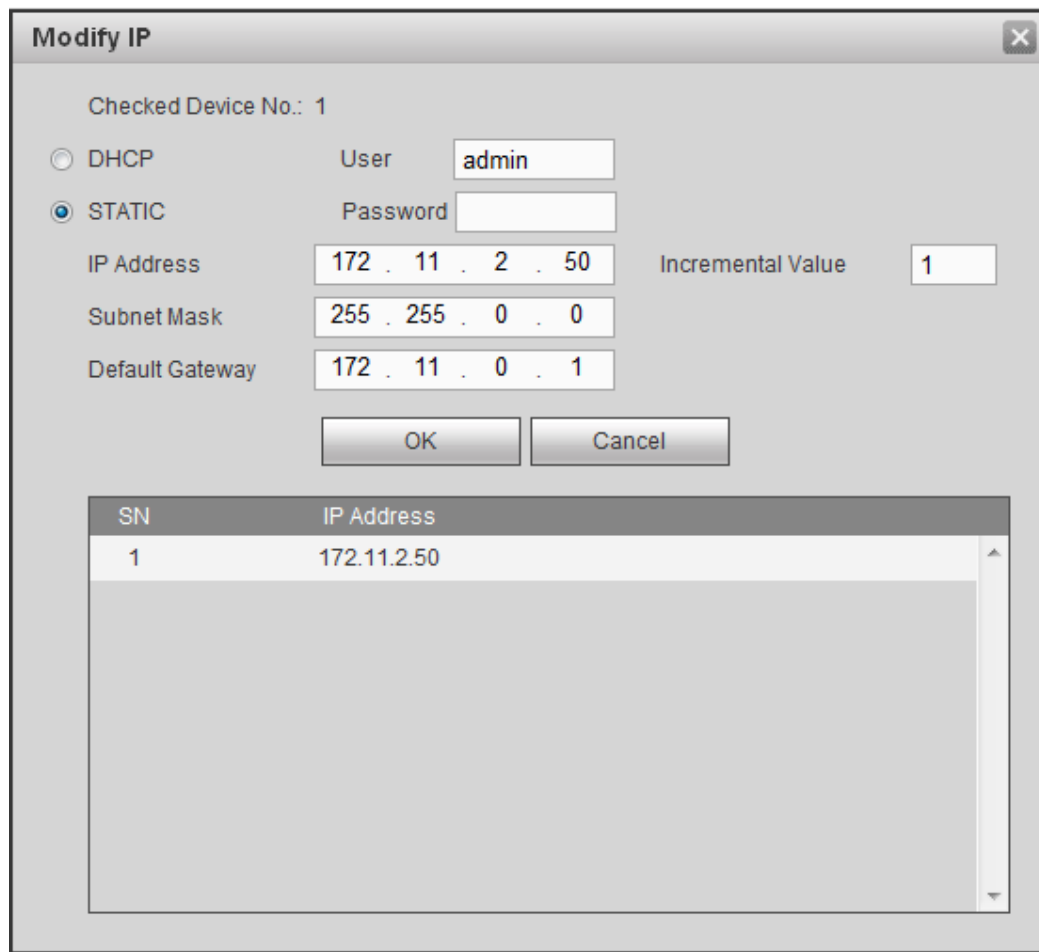 Modify IP
Checked Device No.: 1
DHCP User admin
STATIC Password
IP Address 172 . 11 . 2 . 50 Incremental Value 1
Subnet Mask 255 . 255 . 0 . 0
Default Gateway 172 . 11 . 0 . 1
OK Cancel
SN IP Address
1 172.11.2.50